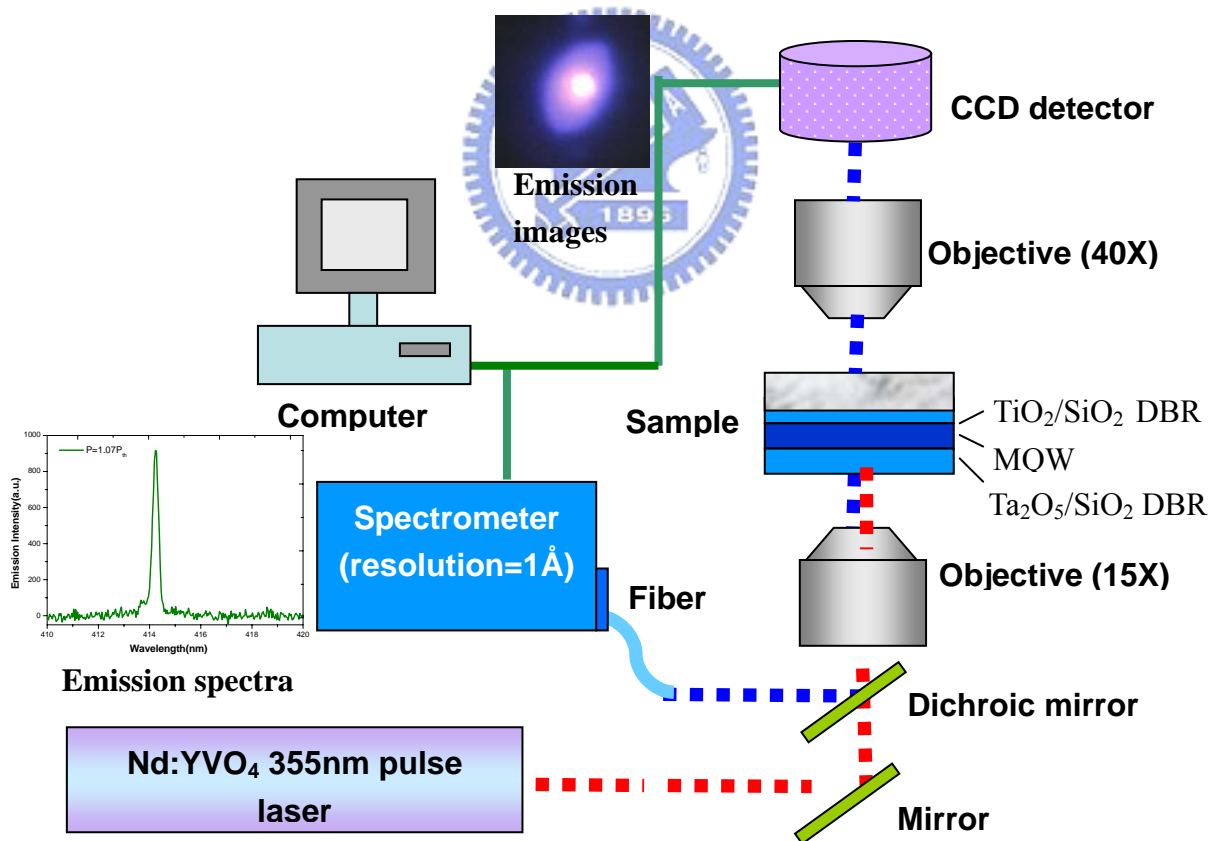 CCD detector
Emission
images
1896
Objective (40X)
Computer
Sample
TiO₂/SiO₂ DBR
MQW
Ta₂O₅/SiO₂ DBR
P=1.07Pth
1000
800
600
400
200
0
410 412 414 416 418 420
Emission Intensity(a.u.)
Wavelength(nm)
Emission spectra
Spectrometer
(resolution=1Å)
Fiber
Objective (15X)
Dichroic mirror
Nd:YVO₄ 355nm pulse
laser
Mirror